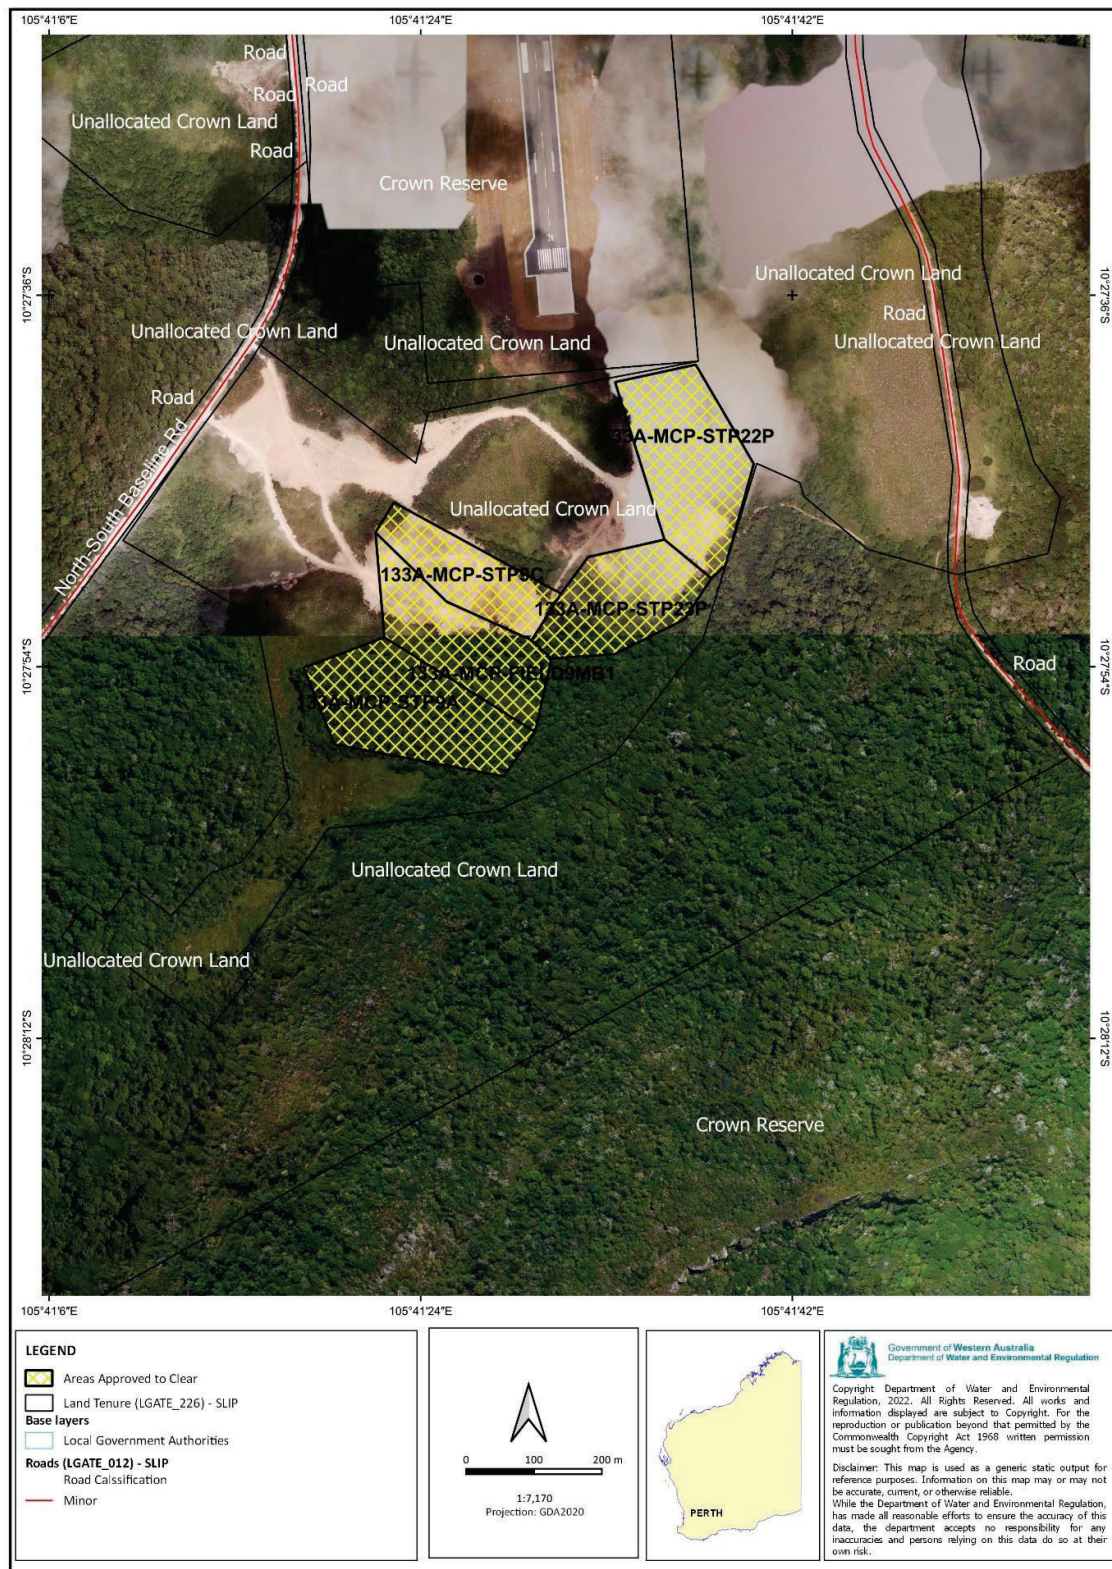 105°41'6"E
105°41'24"E
105°41'42"E
Road
Road
Road
Unallocated Crown Land
Road
Crown Reserve
Unallocated Crown Land
10°27'36"S
10°27'36"S
Road
Unallocated Crown Land
Unallocated Crown Land
Unallocated Crown Land
Road
North-South Baseline Rd
33A-MCP-STP22P
Unallocated Crown Land
133A-MCP-STP9C
133A-MCP-STP23P
10°27'54"S
10°27'54"S
Road
133A-MCP-STP9A
Unallocated Crown Land
Unallocated Crown Land
10°28'12"S
10°28'12"S
Crown Reserve
105°41'6"E
105°41'24"E
105°41'42"E
LEGEND
Areas Approved to Clear
Land Tenure (LGATE_226) - SLIP
Base layers
Local Government Authorities
Roads (LGATE_012) - SLIP
Road Calssification
Minor
0 100 200 m
1:7,170
Projection: GDA2020
PERTH
Government of Western Australia
Department of Water and Environmental Regulation
Copyright Department of Water and Environmental
Regulation, 2022. All Rights Reserved. All works and
information displayed are subject to Copyright. For the
reproduction or publication beyond that permitted by the
Commonwealth Copyright Act 1968 written permission
must be sought from the Agency.
Disclaimer: This map is used as a generic static output for
reference purposes. Information on this map may or may not
be accurate, current, or otherwise reliable.
While the Department of Water and Environmental Regulation,
has made all reasonable efforts to ensure the accuracy of this
data, the department accepts no responsibility for any
inaccuracies and persons relying on this data do so at their
own risk.